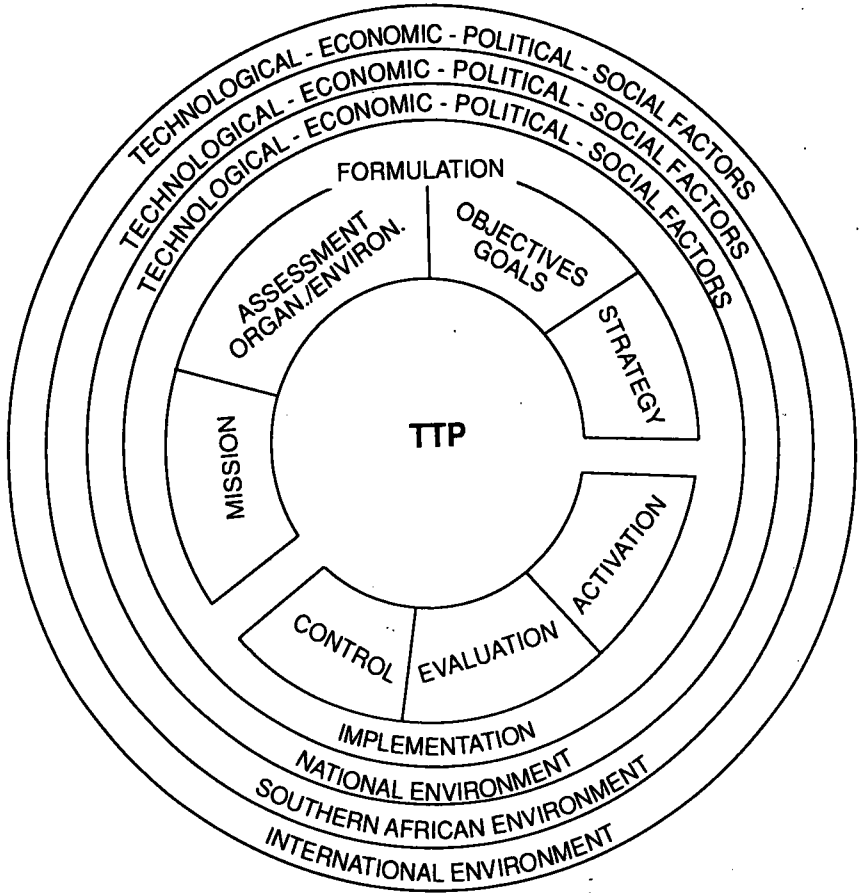 TECHNOLOGICAL - ECONOMIC - POLITICAL - SOCIAL FACTORS
TECHNOLOGICAL - ECONOMIC - POLITICAL - SOCIAL FACTORS
TECHNOLOGICAL - ECONOMIC - POLITICAL - SOCIAL FACTORS
FORMULATION
ASSESSMENT
ORGAN./ENVIRON.
OBJECTIVES
GOALS
STRATEGY
MISSION
TTP
ACTIVATION
CONTROL
EVALUATION
IMPLEMENTATION
NATIONAL ENVIRONMENT
SOUTHERN AFRICAN ENVIRONMENT
INTERNATIONAL ENVIRONMENT